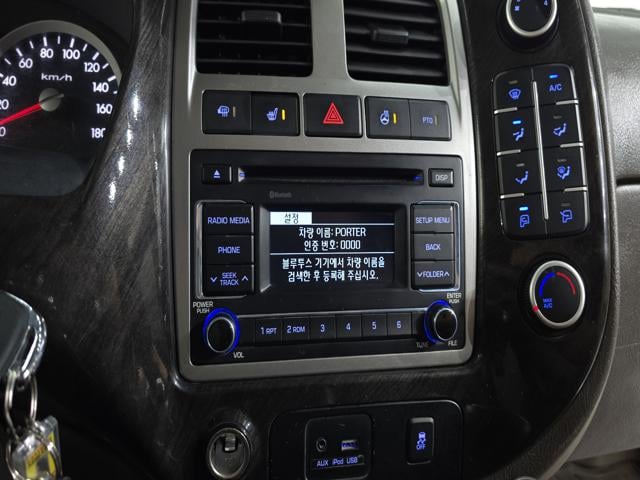 km/h
20
40
60
80
100
120
140
160
180
PTO
4
A/C
Bluetooth
DISP
RADIO MEDIA
PHONE
SEEK
TRACK
설정
차량 이름: PORTER
인증 번호: 0000
블루투스 기기에서 차량 이름을
검색한 후 등록해 주십시오.
SETUP MENU
BACK
FOLDER
POWER
PUSH
VOL
1 RPT
2 RDM
3
4
5
6
ENTER
PUSH
TUNE
FILE
MAX
A/C
AUX
iPod
USB
OFF